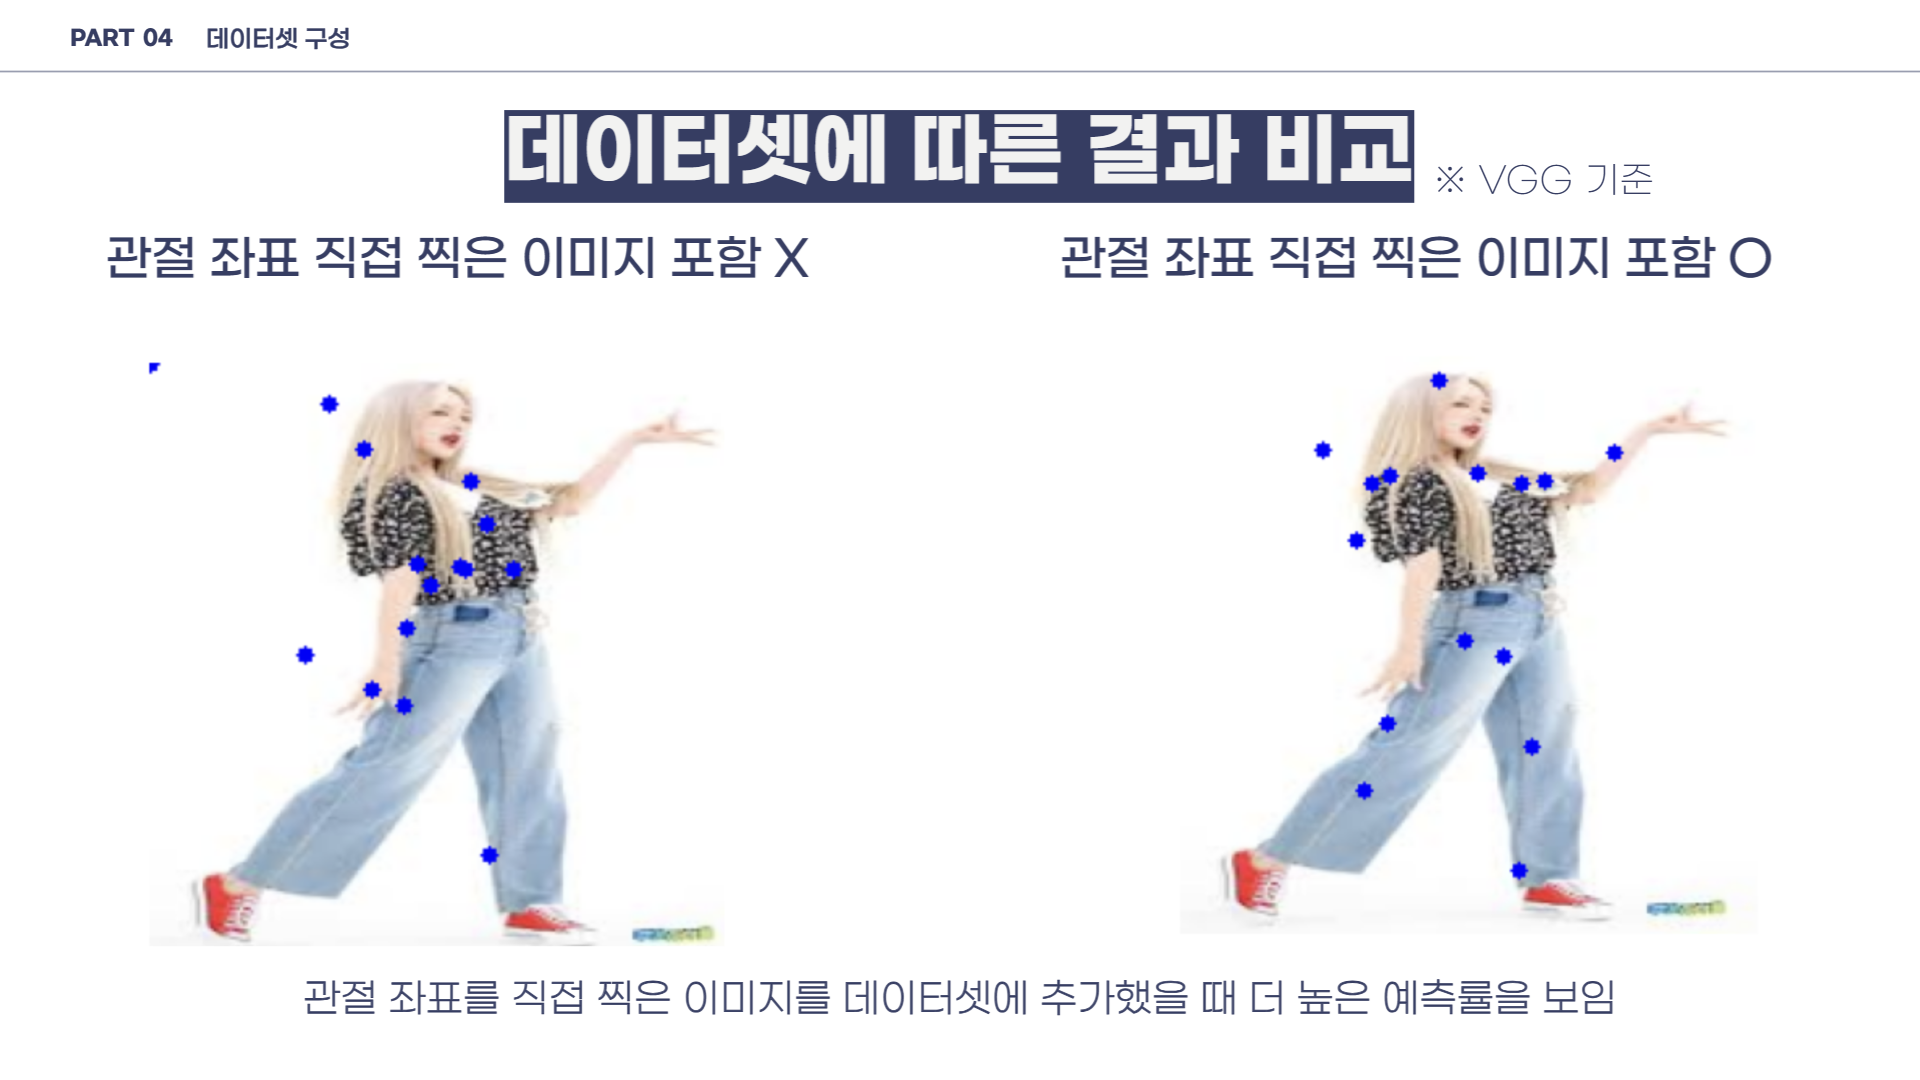 PART 04 데이터셋 구성
데이터셋에 따른 결과 비교 ※ VGG 기준
관절 좌표 직접 찍은 이미지 포함 X
관절 좌표 직접 찍은 이미지 포함 O
관절 좌표를 직접 찍은 이미지를 데이터셋에 추가했을 때 더 높은 예측률을 보임